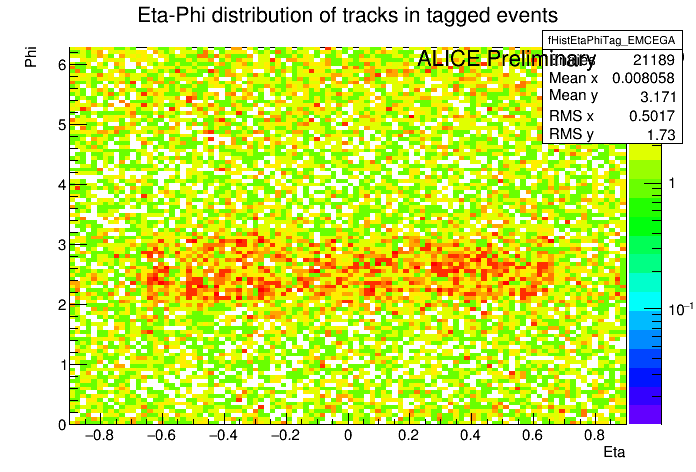 Eta-Phi distribution of tracks in tagged events
Phi
ALICE Preliminary
fHistEtaPhiTag_EMCEGA
21189
Mean x 0.008058
Mean y 3.171
RMS x 0.5017
RMS y 1.73
6
5
4
3
2
1
0
1
10⁻¹
−0.8 −0.6 −0.4 −0.2 0 0.2 0.4 0.6 0.8
Eta